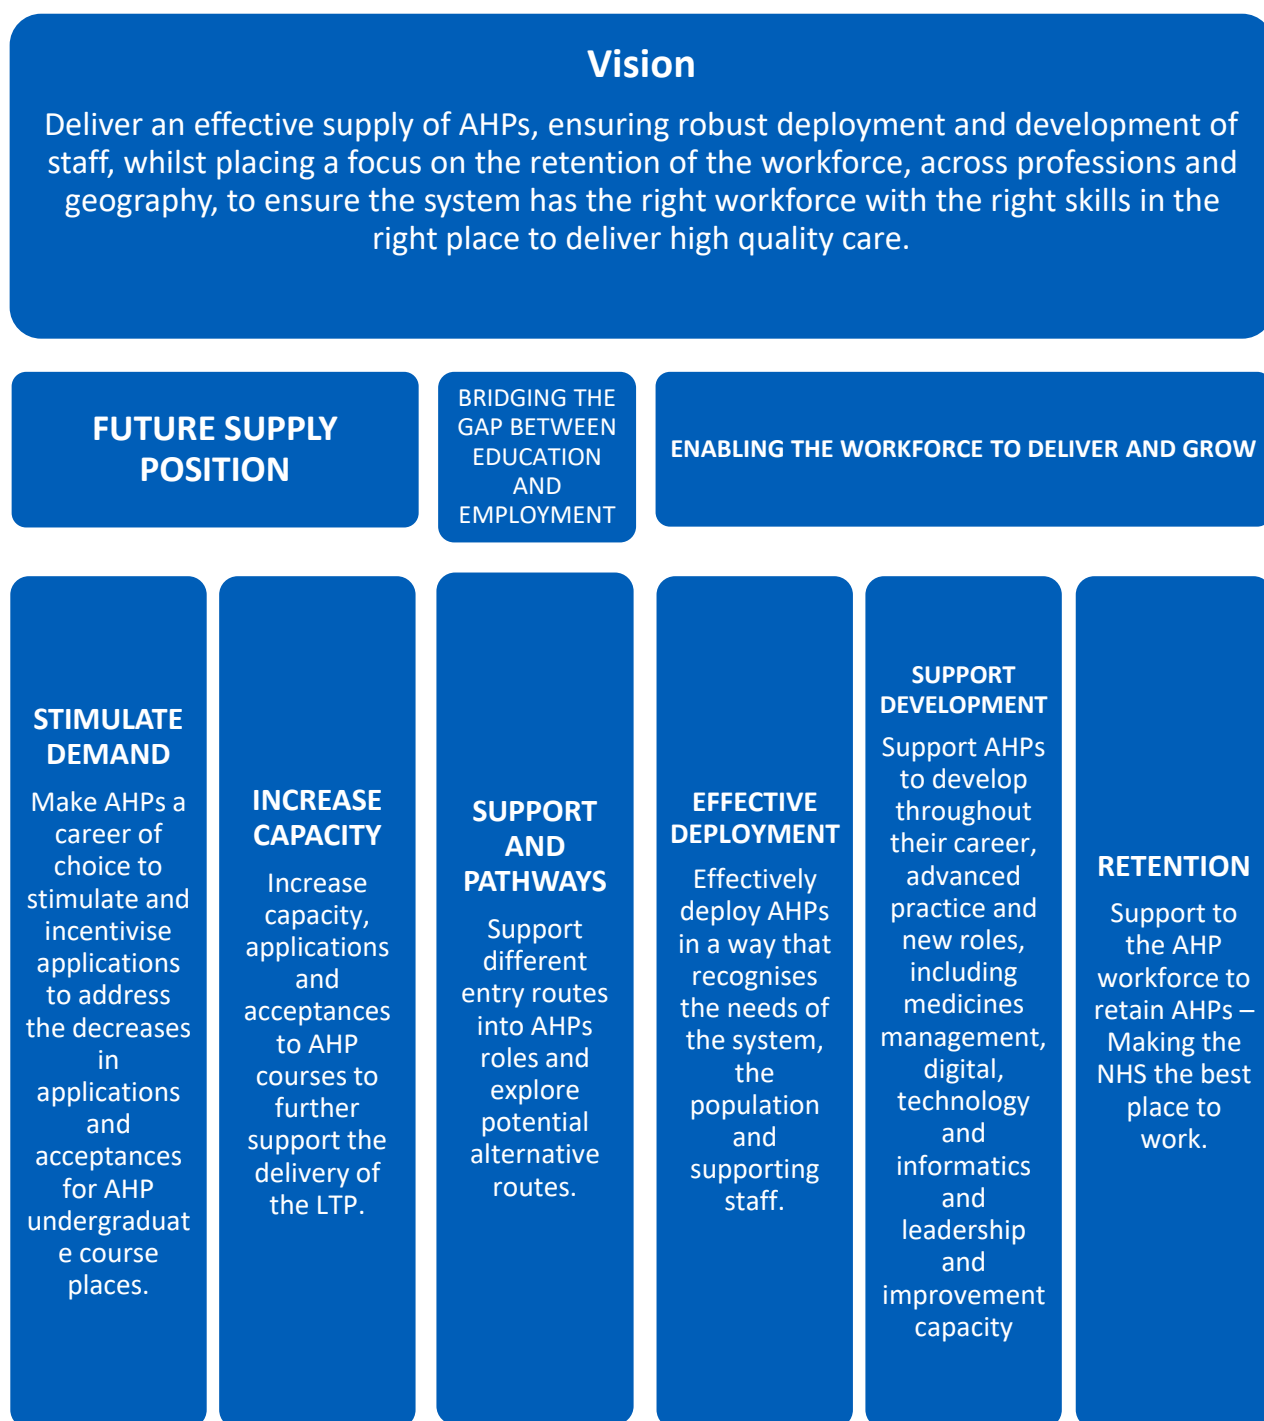 Vision
Deliver an effective supply of AHPs, ensuring robust deployment and development of
staff, whilst placing a focus on the retention of the workforce, across professions and
geography, to ensure the system has the right workforce with the right skills in the
right place to deliver high quality care.
FUTURE SUPPLY
POSITION
BRIDGING THE
GAP BETWEEN
EDUCATION
AND
EMPLOYMENT
ENABLING THE WORKFORCE TO DELIVER AND GROW
STIMULATE
DEMAND
Make AHPs a
career of
choice to
stimulate and
incentivise
applications
to address
the decreases
in
applications
and
acceptances
for AHP
undergraduat
e course
places.
INCREASE
CAPACITY
Increase
capacity,
applications
and
acceptances
to AHP
courses to
further
support the
delivery of
the LTP.
SUPPORT
AND
PATHWAYS
Support
different
entry routes
into AHPs
roles and
explore
potential
alternative
routes.
EFFECTIVE
DEPLOYMENT
Effectively
deploy AHPs
in a way that
recognises
the needs of
the system,
the
population
and
supporting
staff.
SUPPORT
DEVELOPMENT
Support AHPs
to develop
throughout
their career,
advanced
practice and
new roles,
including
medicines
management,
digital,
technology
and
informatics
and
leadership
and
improvement
capacity
RETENTION
Support to
the AHP
workforce to
retain AHPs –
Making the
NHS the best
place to
work.